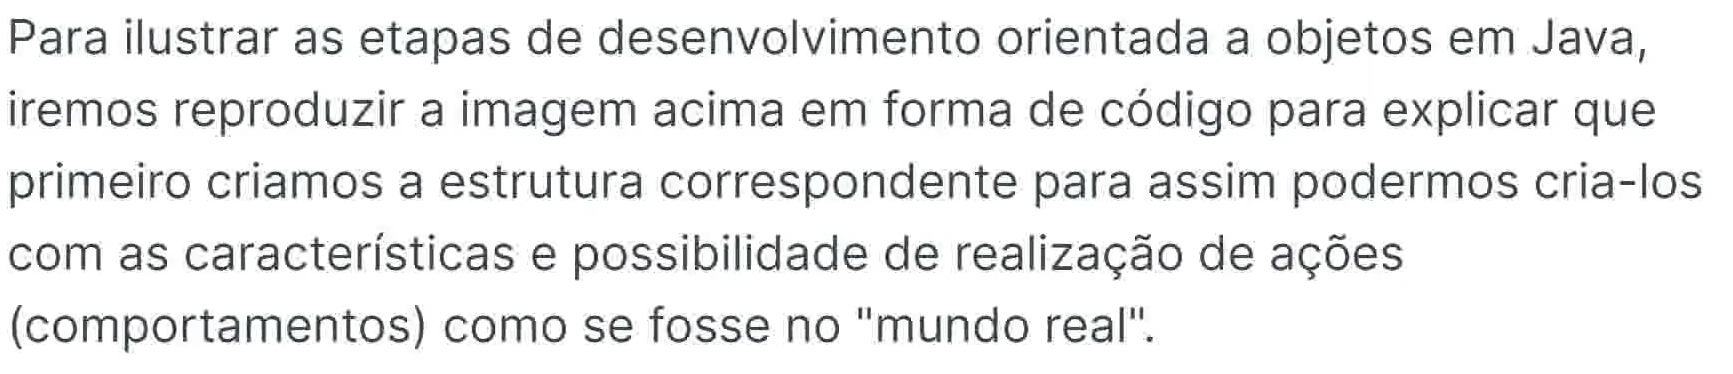 Para ilustrar as etapas de desenvolvimento orientada a objetos em Java,
iremos reproduzir a imagem acima em forma de código para explicar que
primeiro criamos a estrutura correspondente para assim podermos cria-los
com as características e possibilidade de realização de ações
(comportamentos) como se fosse no "mundo real".